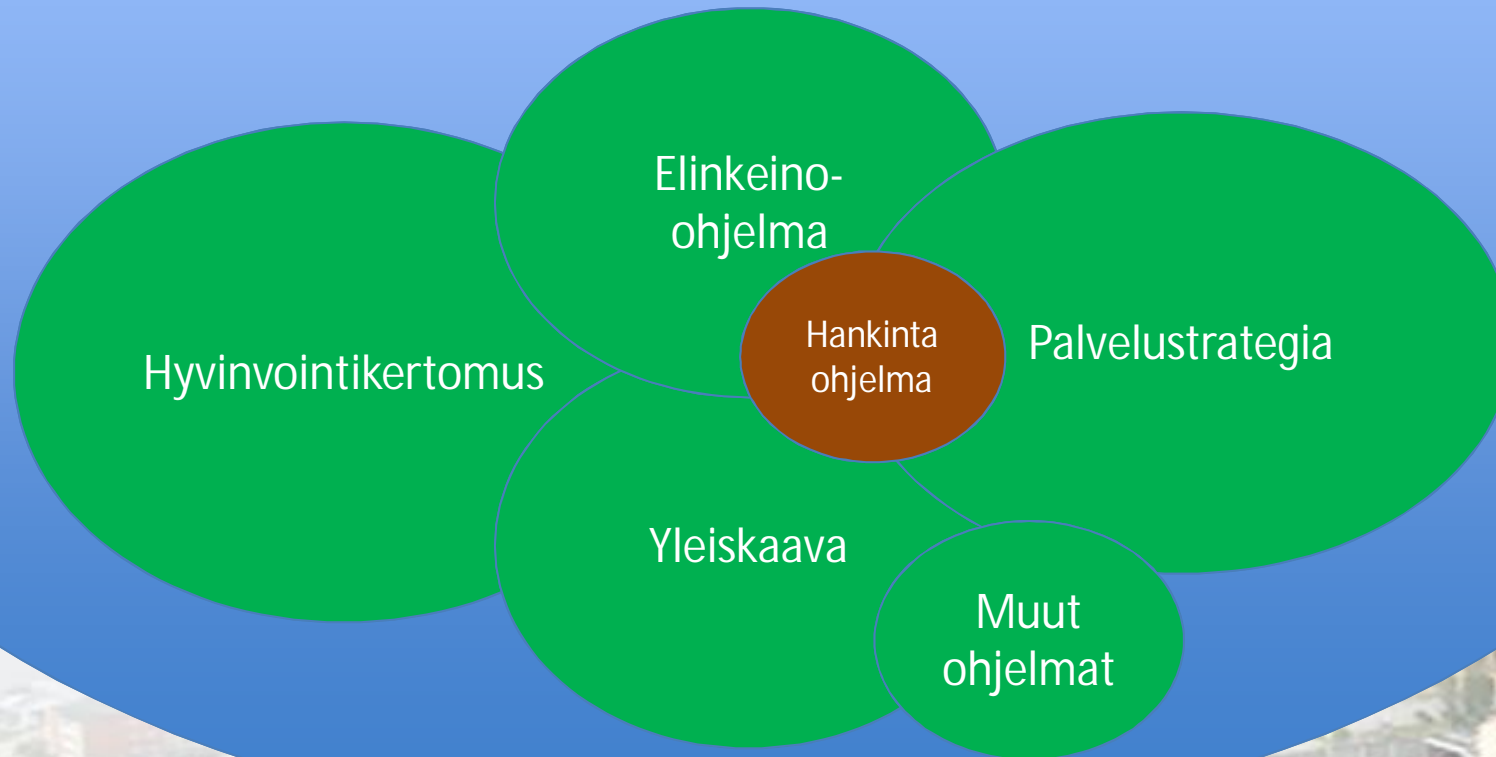 Elinkeino-
ohjelma
Hankinta
ohjelma
Palvelustrategia
Hyvinvointikertomus
Yleiskaava
Muut
ohjelmat